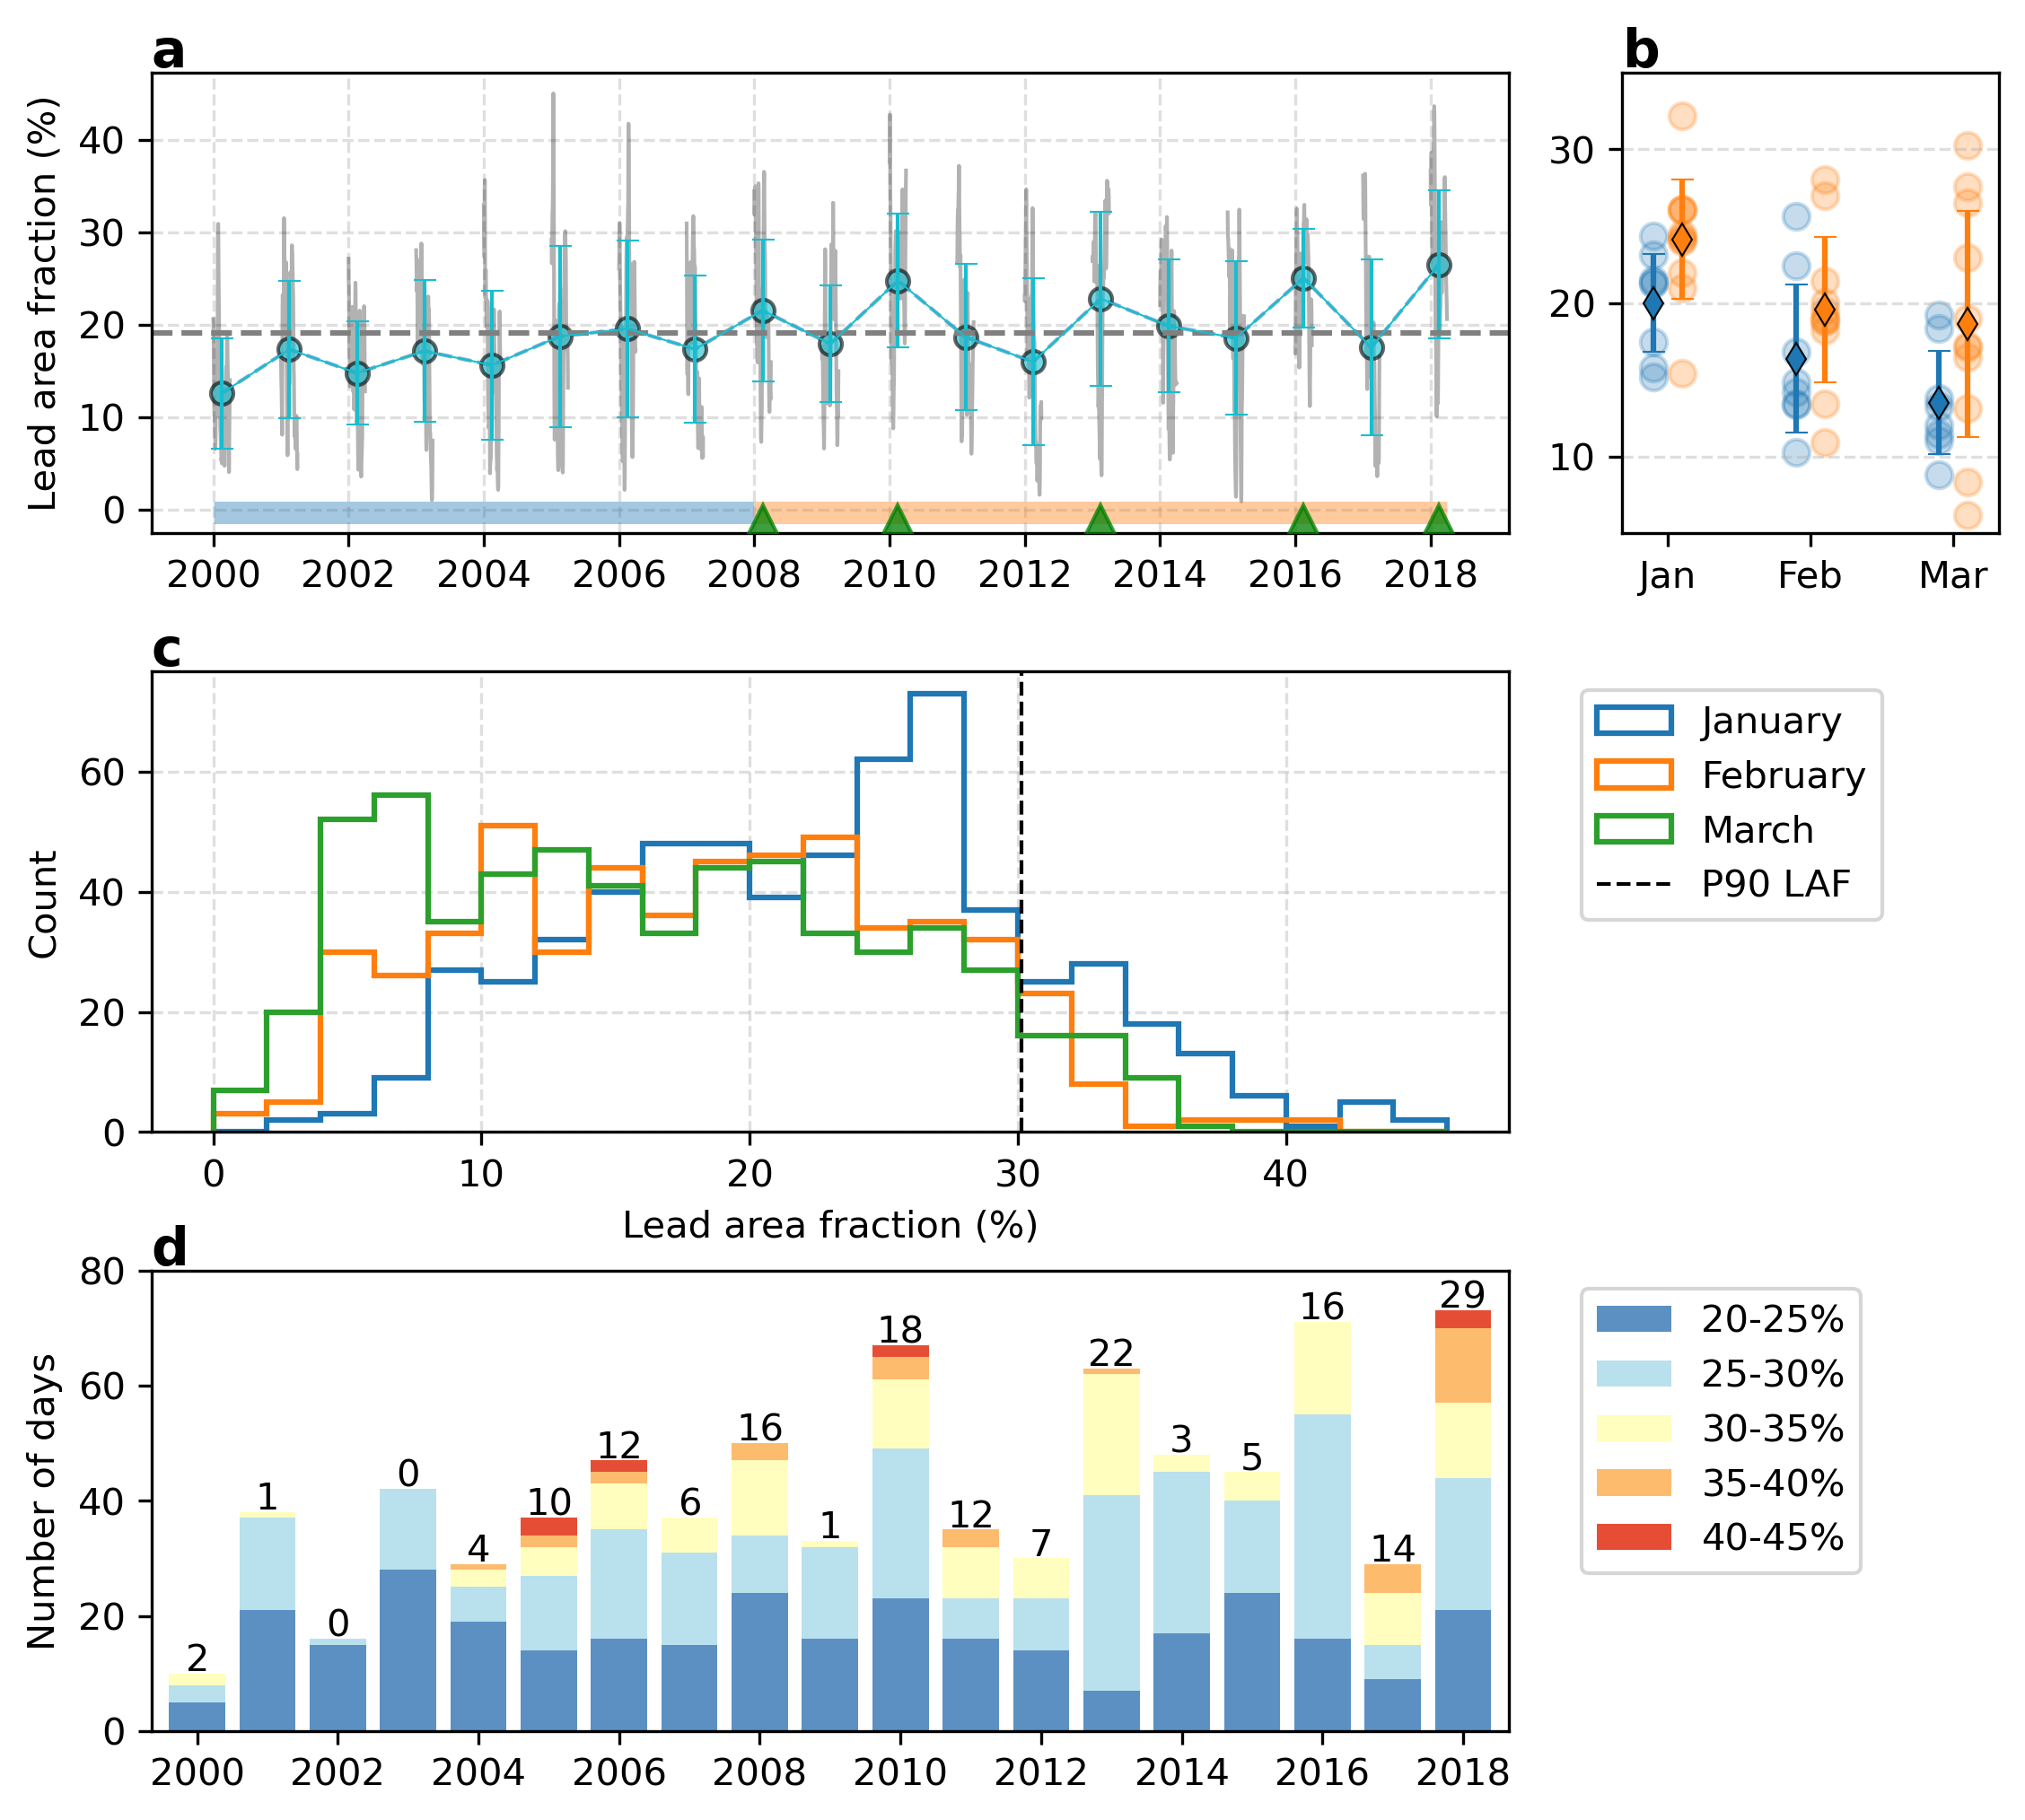 a
b
Lead area fraction (%)
40
30
20
10
0
2000 2002 2004 2006 2008 2010 2012 2014 2016 2018
30
20
10
Jan Feb Mar
c
Count
60
40
20
0
0 10 20 30 40
Lead area fraction (%)
January
February
March
P90 LAF
d
Number of days
80
60
40
20
0
2 1 0 0 4 10 12 6 16 1 18 12 7 22 3 5 16 14 29
2000 2002 2004 2006 2008 2010 2012 2014 2016 2018
20-25%
25-30%
30-35%
35-40%
40-45%